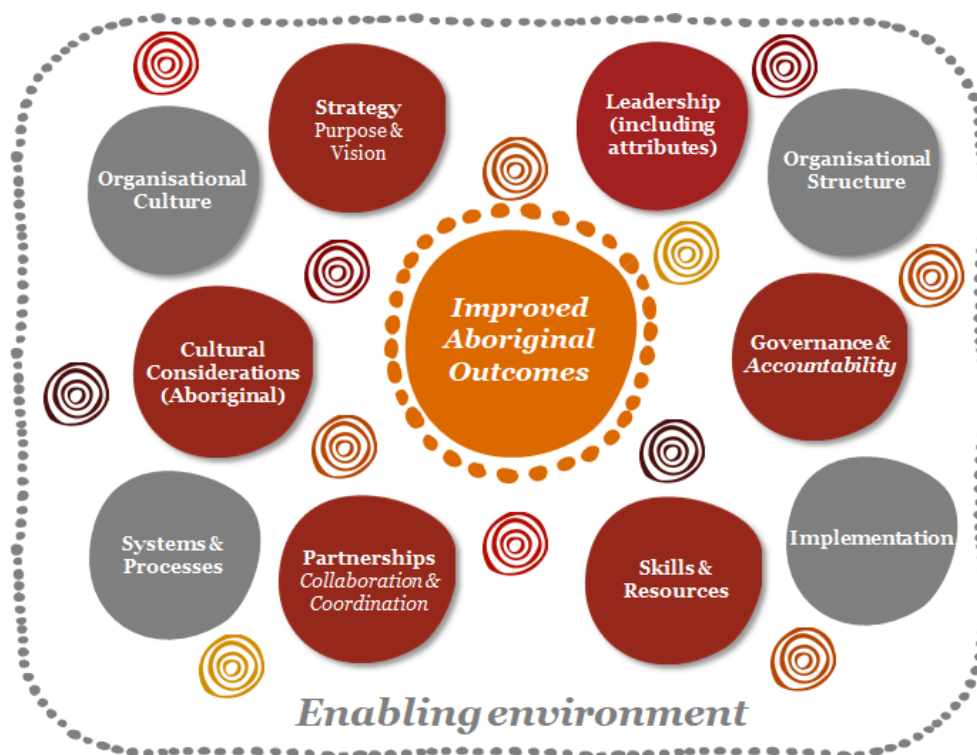 Strategy
Purpose &
Vision
Leadership
(including
attributes)
Organisational
Culture
Organisational
Structure
Improved
Aboriginal
Outcomes
Cultural
Considerations
(Aboriginal)
Governance &
Accountability
Systems &
Processes
Partnerships
Collaboration &
Coordination
Skills &
Resources
Implementation
Enabling environment